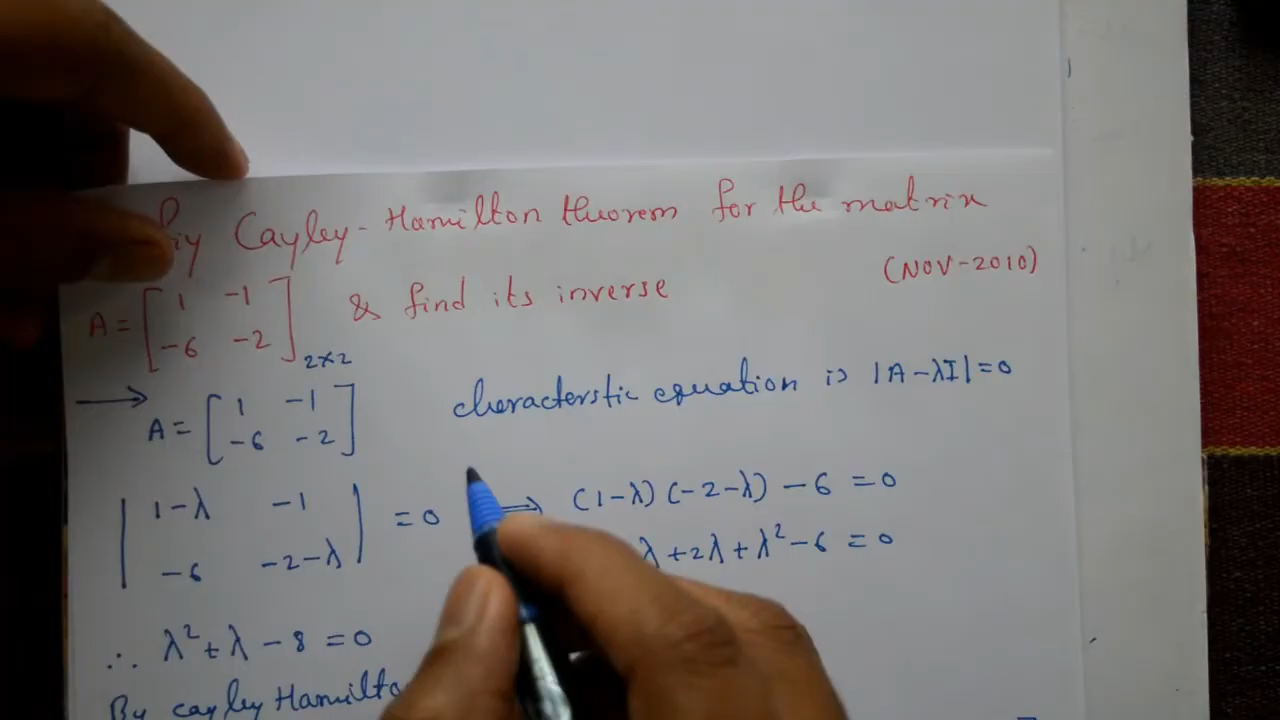 Cayley-Hamilton theorem for the matrix
A = [1 -1 -6 -2] & find its inverse (NOV-2010)
2×2
→ A = [1 -1 -6 -2] characterstic equation is |A-λI|=0
|1-λ -1 -6 -2-λ| = 0 ⇒ (1-λ)(-2-λ)-6=0
λ+2λ+λ²-6=0
∴ λ²+λ-8=0
By cayley